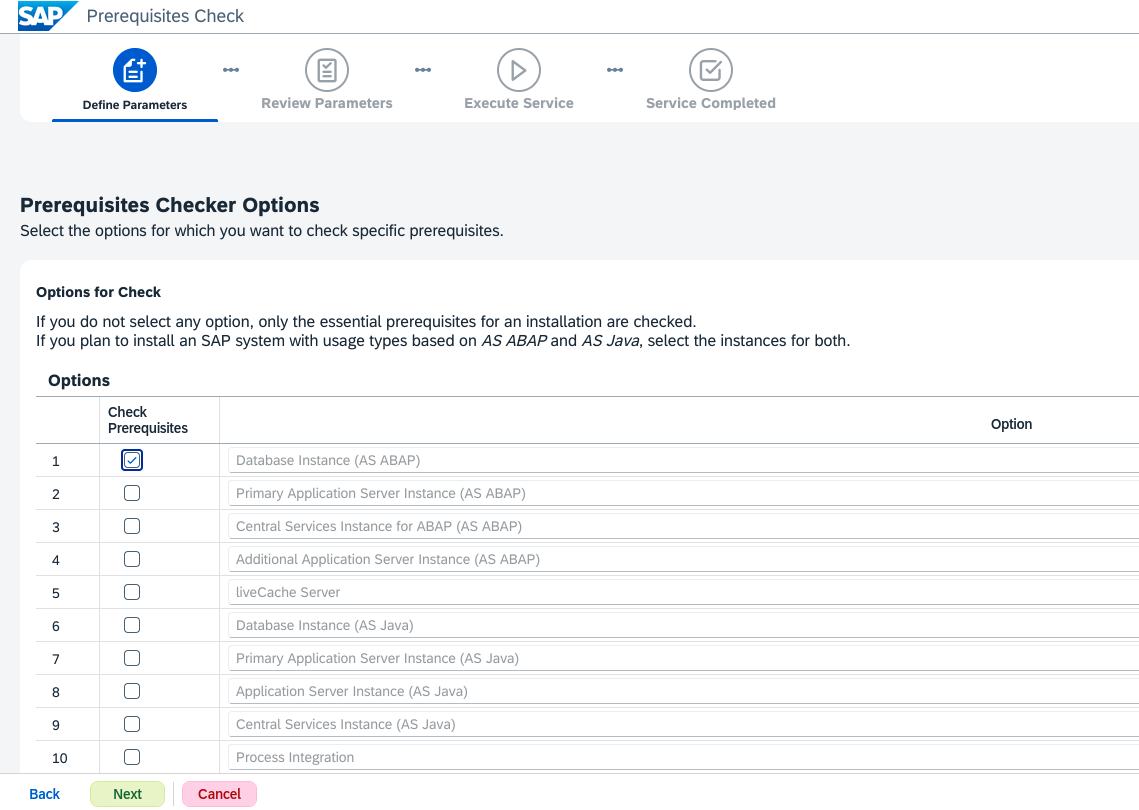 SAP Prerequisites Check
Define Parameters
Review Parameters
Execute Service
Service Completed
Prerequisites Checker Options
Select the options for which you want to check specific prerequisites.
Options for Check
If you do not select any option, only the essential prerequisites for an installation are checked.
If you plan to install an SAP system with usage types based on AS ABAP and AS Java, select the instances for both.
Options
Check
Prerequisites
Option
1 Database Instance (AS ABAP)
2 Primary Application Server Instance (AS ABAP)
3 Central Services Instance for ABAP (AS ABAP)
4 Additional Application Server Instance (AS ABAP)
5 liveCache Server
6 Database Instance (AS Java)
7 Primary Application Server Instance (AS Java)
8 Application Server Instance (AS Java)
9 Central Services Instance (AS Java)
10 Process Integration
Back Next Cancel